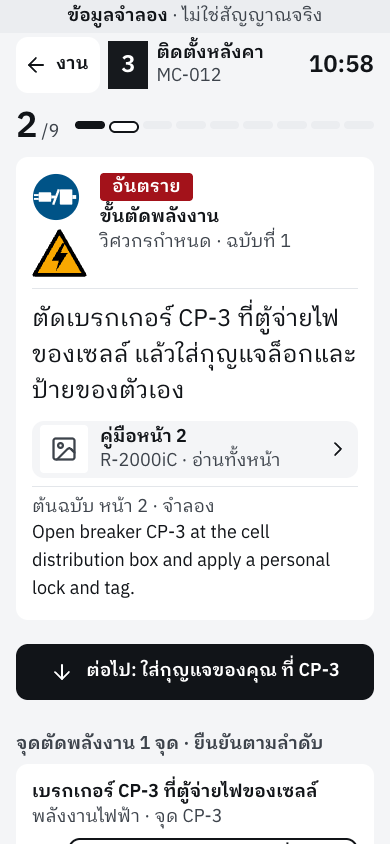 ข้อมูลจำลอง · ไม่ใช่สัญญาณจริง
งาน
3
ติดตั้งหลังคา
MC-012
10:58
2 /9
อันตราย
ขั้นตัดพลังงาน
วิศวกรกำหนด · ฉบับที่ 1
ตัดเบรกเกอร์ CP-3 ที่ตู้จ่ายไฟ
ของเซลล์ แล้วใส่กุญแจล็อกและ
ป้ายของตัวเอง
คู่มือหน้า 2
R-2000iC · อ่านทั้งหน้า
ต้นฉบับ หน้า 2 · จำลอง
Open breaker CP-3 at the cell
distribution box and apply a personal
lock and tag.
ต่อไป: ใส่กุญแจของคุณ ที่ CP-3
จุดตัดพลังงาน 1 จุด · ยืนยันตามลำดับ
เบรกเกอร์ CP-3 ที่ตู้จ่ายไฟของเซลล์
พลังงานไฟฟ้า · จุด CP-3